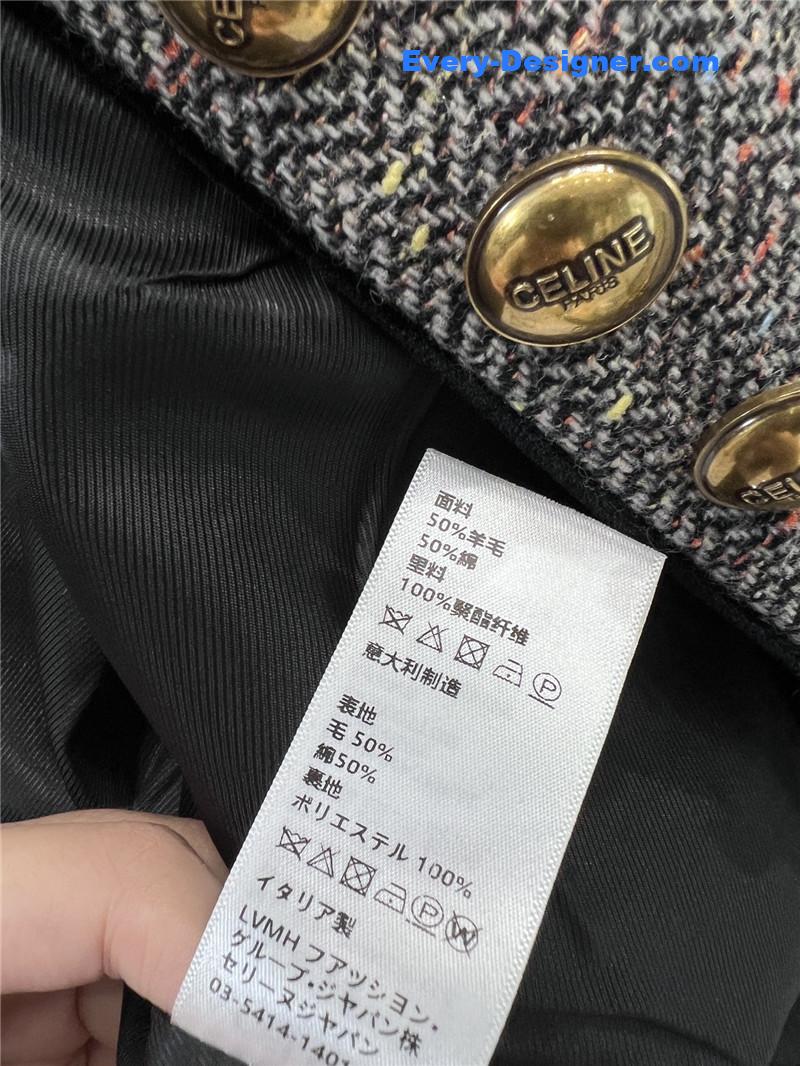 Every-Designer.com
CELINE
PARIS
面料
50%羊毛
50%綿
里料
100%聚酯纤维
P
意大利制造
表地
毛 50%
綿50%
裏地
ポリエステル 100%
P W
イタリア製
LVMH ファッション・
グループ・ジャパン株
セリーヌジャパン
03-5414-1401